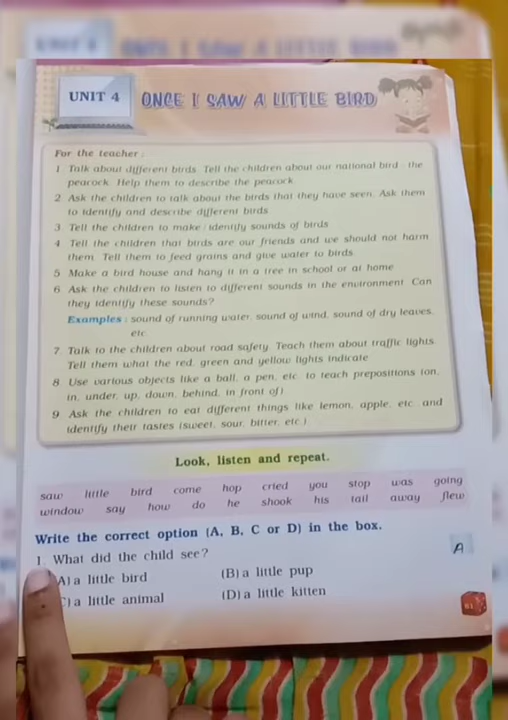 UNIT 4
ONCE I SAW A LITTLE BIRD
For the teacher :
1 Talk about different birds. Tell the children about our national bird - the
peacock. Help them to describe the peacock.
2 Ask the children to talk about the birds that they have seen. Ask them
to identify and describe different birds.
3 Tell the children to make / identify sounds of birds.
4 Tell the children that birds are our friends and we should not harm
them. Tell them to feed grains and give water to birds.
5 Make a bird house and hang it in a tree in school or at home.
6 Ask the children to listen to different sounds in the environment. Can
they identify these sounds?
Examples : sound of running water, sound of wind, sound of dry leaves,
etc.
7. Talk to the children about road safety. Teach them about traffic lights.
Tell them what the red, green and yellow lights indicate.
8 Use various objects like a ball, a pen, etc. to teach prepositions (on,
in, under, up, down, behind, in front of)
9 Ask the children to eat different things like lemon, apple, etc. and
identify their tastes (sweet, sour, bitter, etc.)
Look, listen and repeat.
saw little bird come hop cried you stop was going
window say how do he shook his tail away flew
Write the correct option (A, B, C or D) in the box.
1. What did the child see? A
A) a little bird (B) a little pup
C) a little animal (D) a little kitten
81